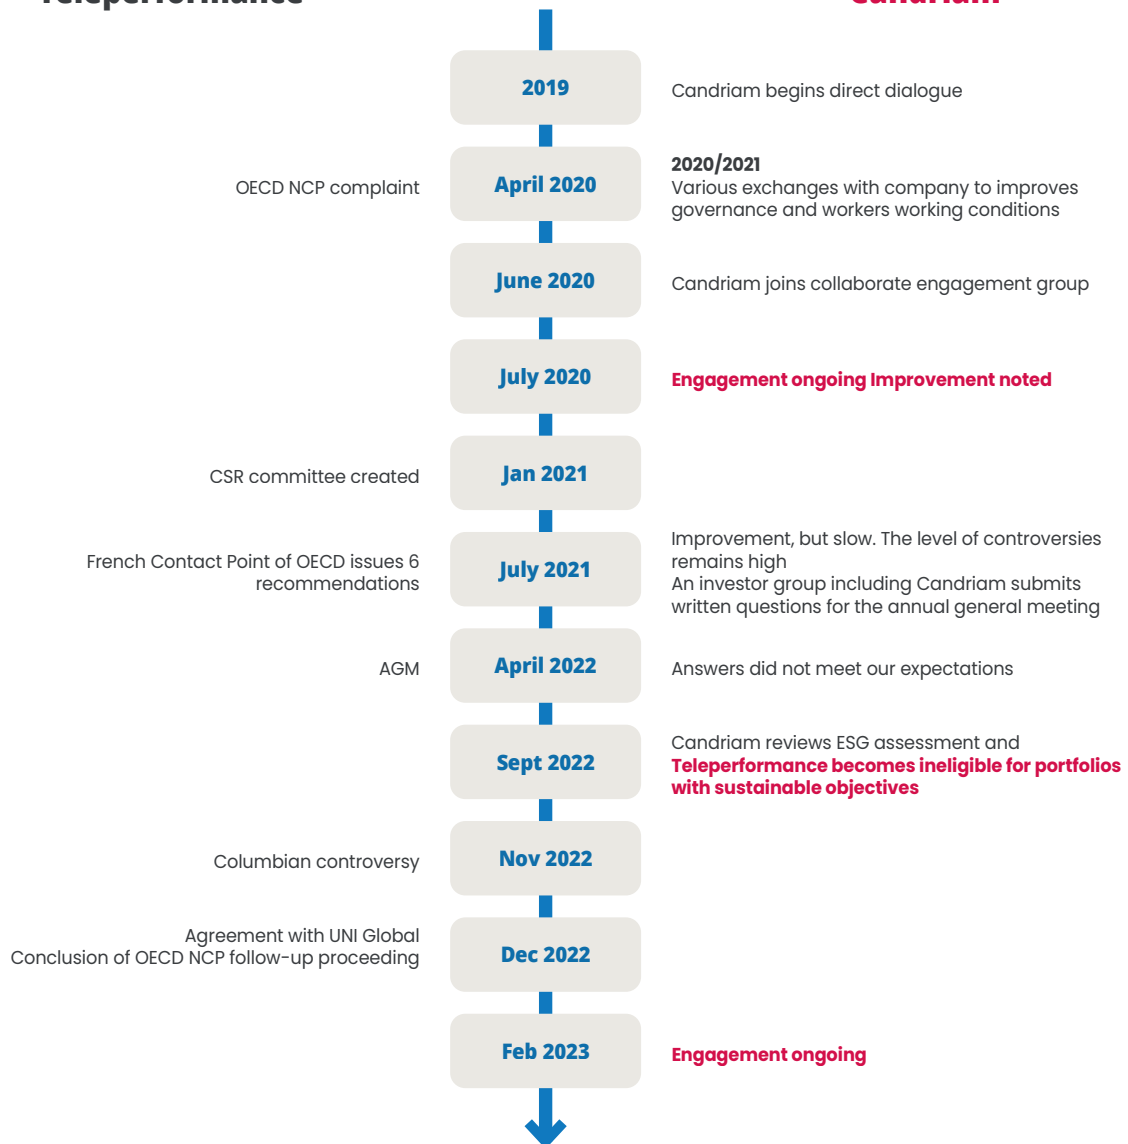 Teleperformance
Candriam
2019
Candriam begins direct dialogue
OECD NCP complaint
April 2020
2020/2021
Various exchanges with company to improves
governance and workers working conditions
June 2020
Candriam joins collaborate engagement group
July 2020
Engagement ongoing Improvement noted
CSR committee created
Jan 2021
French Contact Point of OECD issues 6
recommendations
July 2021
Improvement, but slow. The level of controversies
remains high
An investor group including Candriam submits
written questions for the annual general meeting
AGM
April 2022
Answers did not meet our expectations
Sept 2022
Candriam reviews ESG assessment and
Teleperformance becomes ineligible for portfolios
with sustainable objectives
Columbian controversy
Nov 2022
Agreement with UNI Global
Conclusion of OECD NCP follow-up proceeding
Dec 2022
Feb 2023
Engagement ongoing